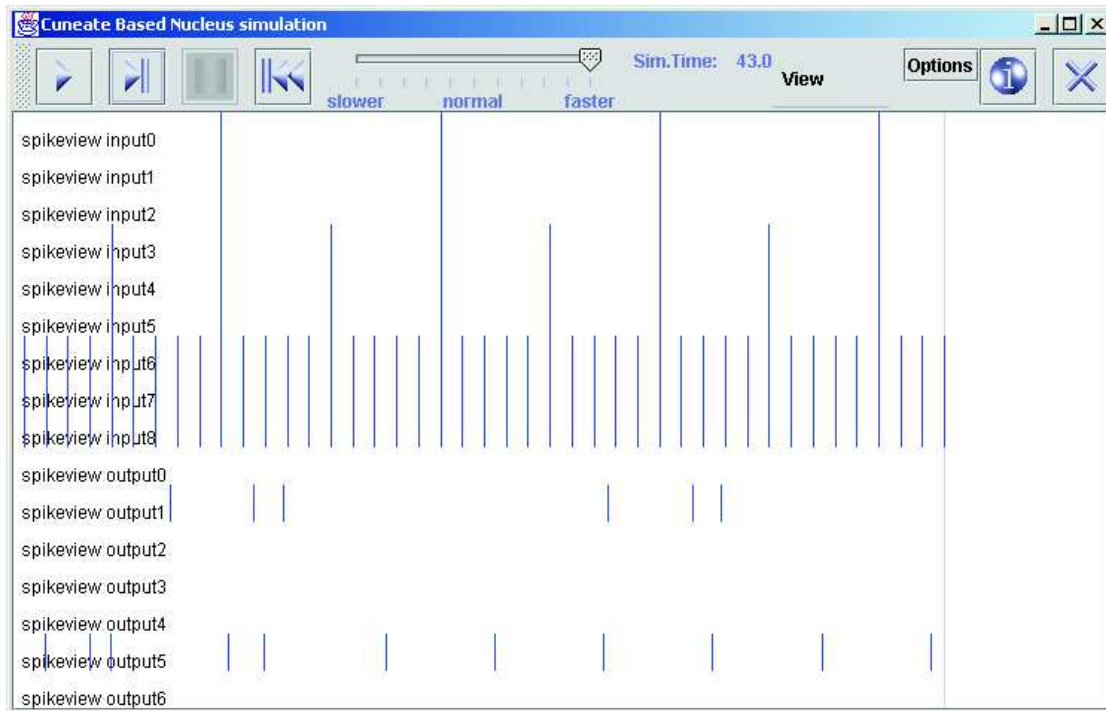 Cuneate Based Nucleus simulation
slower normal faster
Sim.Time: 43.0
View
Options
spikeview input0
spikeview input1
spikeview input2
spikeview input3
spikeview input4
spikeview input5
spikeview input6
spikeview input7
spikeview input8
spikeview output0
spikeview output1
spikeview output2
spikeview output3
spikeview output4
spikeview output5
spikeview output6